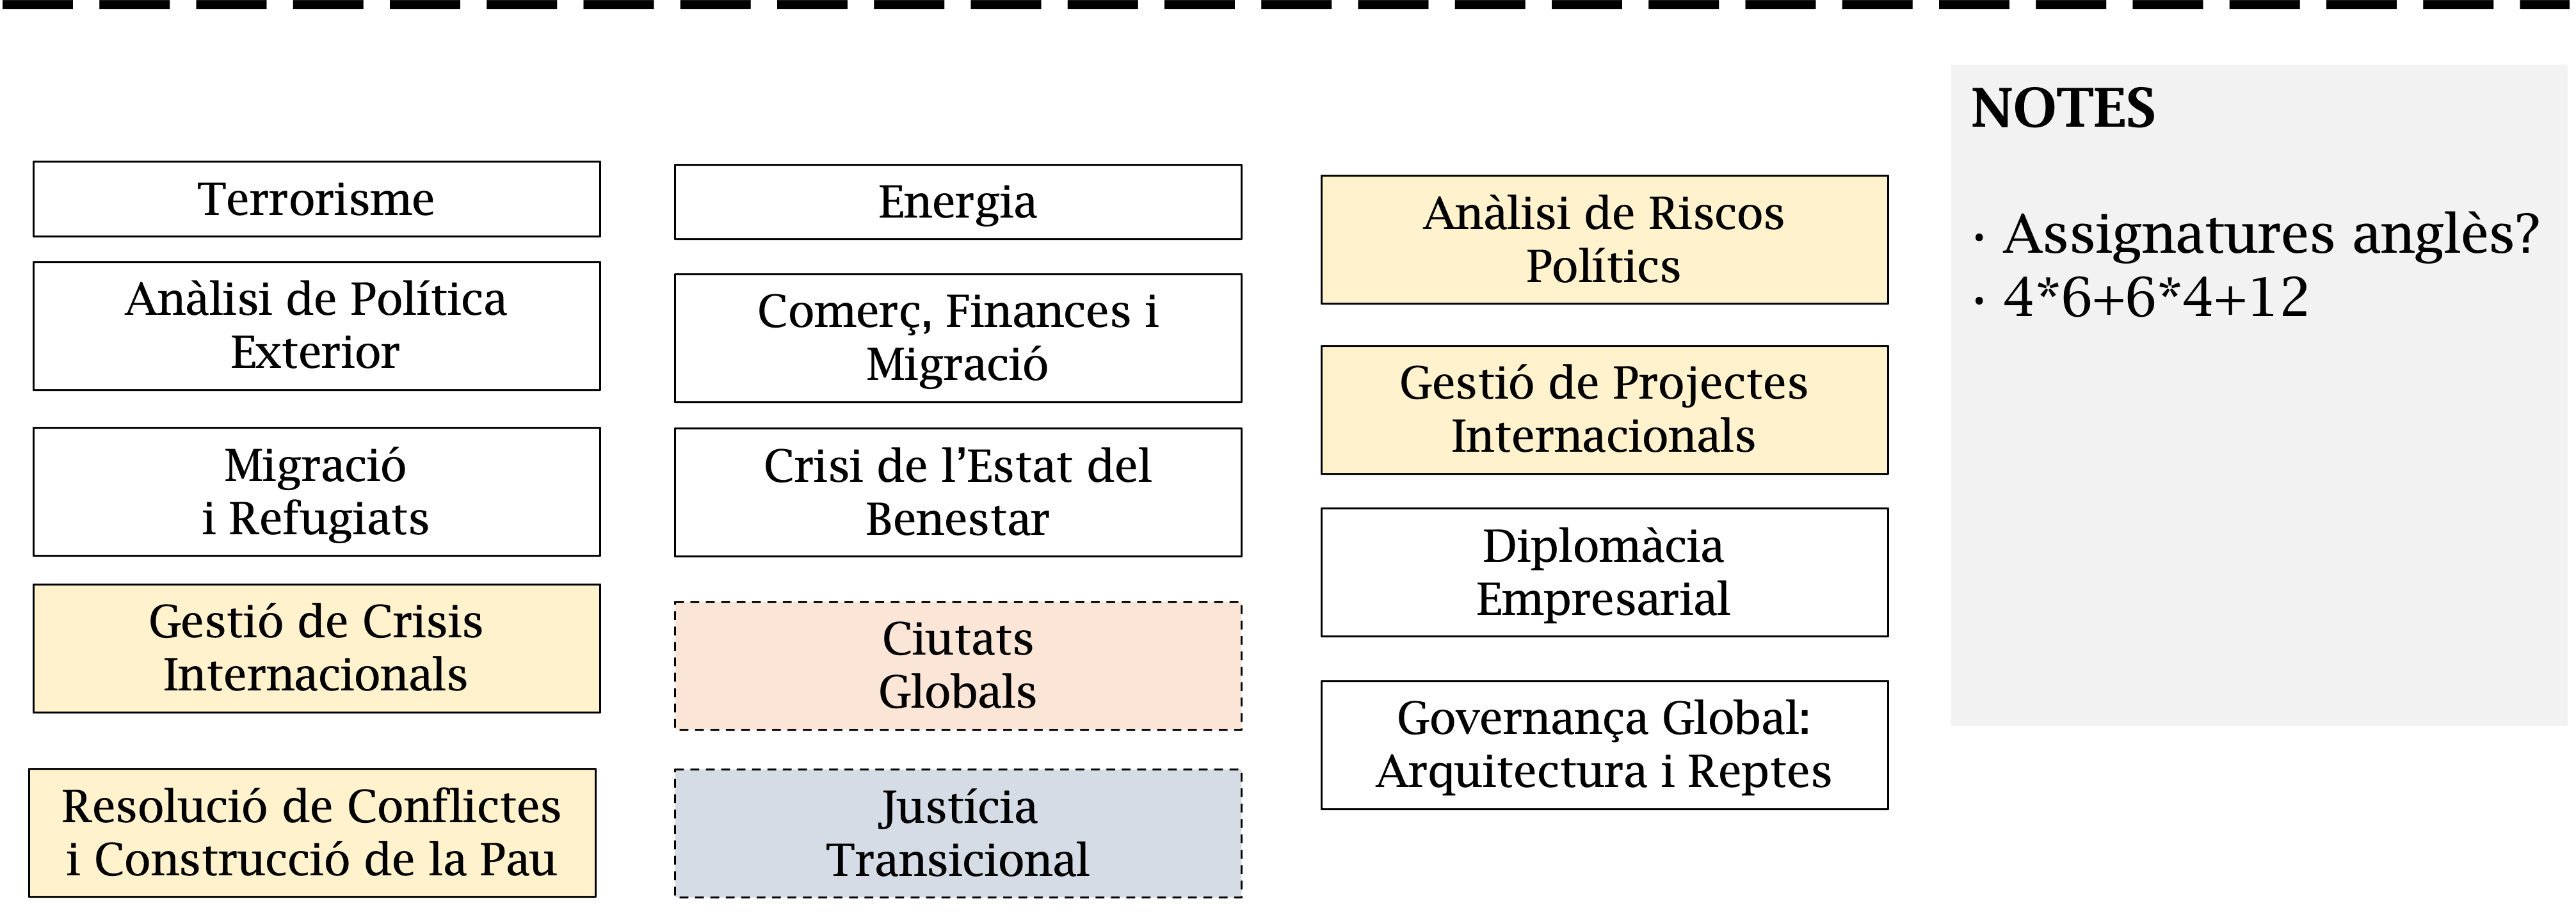 Terrorisme
Anàlisi de Política
Exterior
Migració
i Refugiats
Gestió de Crisis
Internacionals
Resolució de Conflictes
i Construcció de la Pau
Energia
Comerç, Finances i
Migració
Crisi de l’Estat del
Benestar
Ciutats
Globals
Justícia
Transicional
Anàlisi de Riscos
Polítics
Gestió de Projectes
Internacionals
Diplomàcia
Empresarial
Governança Global:
Arquitectura i Reptes
NOTES
· Assignatures anglès?
· 4*6+6*4+12